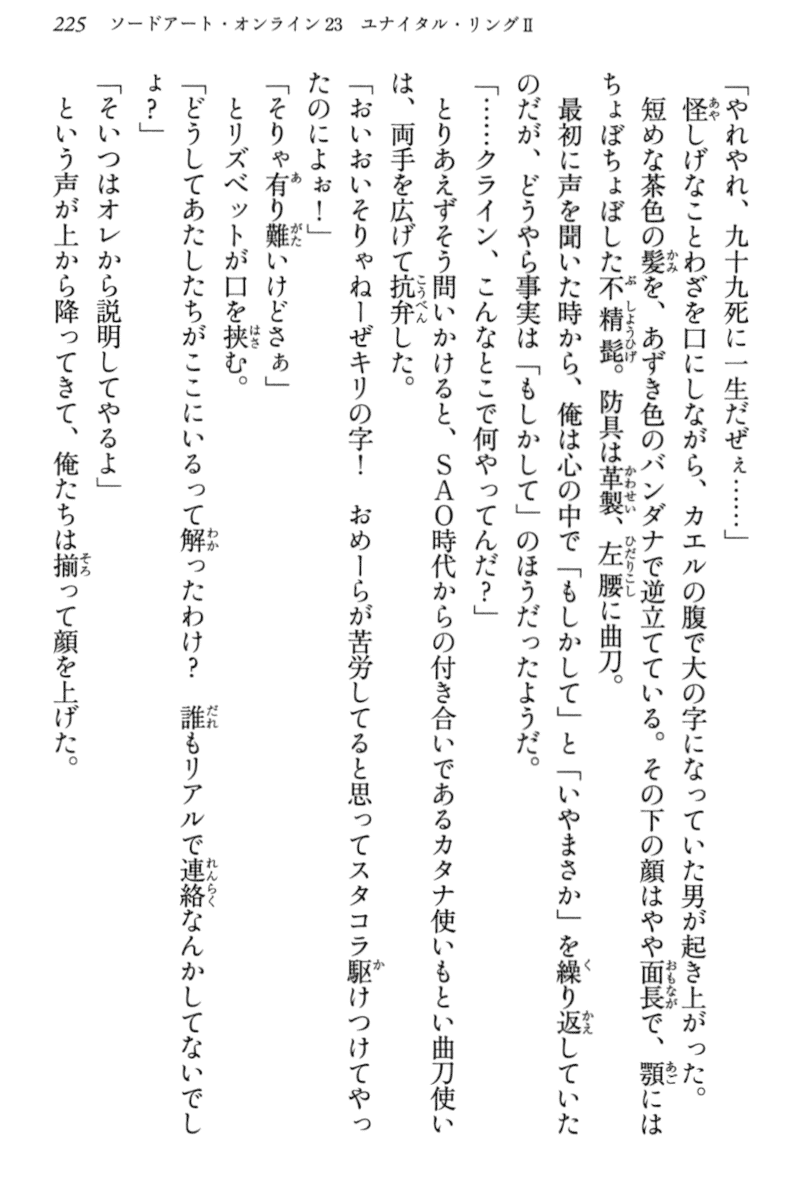 225 ソードアート・オンライン23 ユナイタル・リングⅡ
「やれやれ、九十九死に一生だぜぇ……」
怪しげなことわざを口にしながら、カエルの腹で大の字になっていた男が起き上がった。
短めな茶色の髪を、あずき色のバンダナで逆立てている。その下の顔はやや面長で、顎には
ちょぼちょぼした不精髭。防具は革製、左腰に曲刀。
最初に声を聞いた時から、俺は心の中で「もしかして」と「いやまさか」を繰り返していた
のだが、どうやら事実は「もしかして」のほうだったようだ。
「……クライン、こんなとこで何やってんだ?」
とりあえずそう問いかけると、SAO時代からの付き合いであるカタナ使いもとい曲刀使い
は、両手を広げて抗弁した。
「おいおいそりゃねーぜキリの字! おめーらが苦労してると思ってスタコラ駆けつけてやっ
たのによぉ!」
「そりゃ有り難いけどさぁ」
とリズベットが口を挟む。
「どうしてあたしたちがここにいるって解ったわけ? 誰もリアルで連絡なんかしてないでし
ょ?」
「そいつはオレから説明してやるよ」
という声が上から降ってきて、俺たちは揃って顔を上げた。